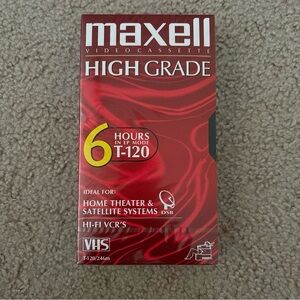 maxell
VIDEOCASSETTE
HIGH GRADE
6 HOURS
IN EP MODE
T-120
IDEAL FOR:
HOME THEATER &
SATELLITE SYSTEMS
DSB
HI-FI VCR'S
VHS
T-120/246m